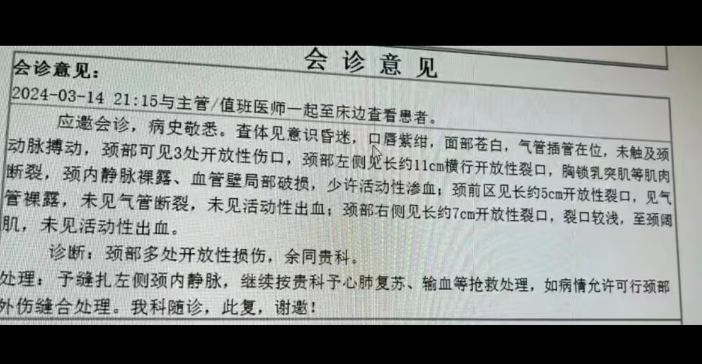 会诊意见
会诊意见：
2024-03-14 21:15与主管/值班医师一起至床边查看患者。
应邀会诊，病史敬悉。查体见意识昏迷，口唇紫绀，面部苍白，气管插管在位，未触及颈
动脉搏动，颈部可见3处开放性伤口，颈部左侧见长约11cm横行开放性裂口，胸锁乳突肌等肌肉
断裂，颈内静脉裸露、血管壁局部破损，少许活动性渗血；颈前区见长约5cm开放性裂口，见气
管裸露，未见气管断裂，未见活动性出血；颈部右侧见长约7cm开放性裂口，裂口较浅，至颈阔
肌，未见活动性出血。
诊断：颈部多处开放性损伤，余同贵科。
处理：予缝扎左侧颈内静脉，继续按贵科予心肺复苏、输血等抢救处理，如病情允许可行颈部
外伤缝合处理。我科随诊，此复，谢邀！